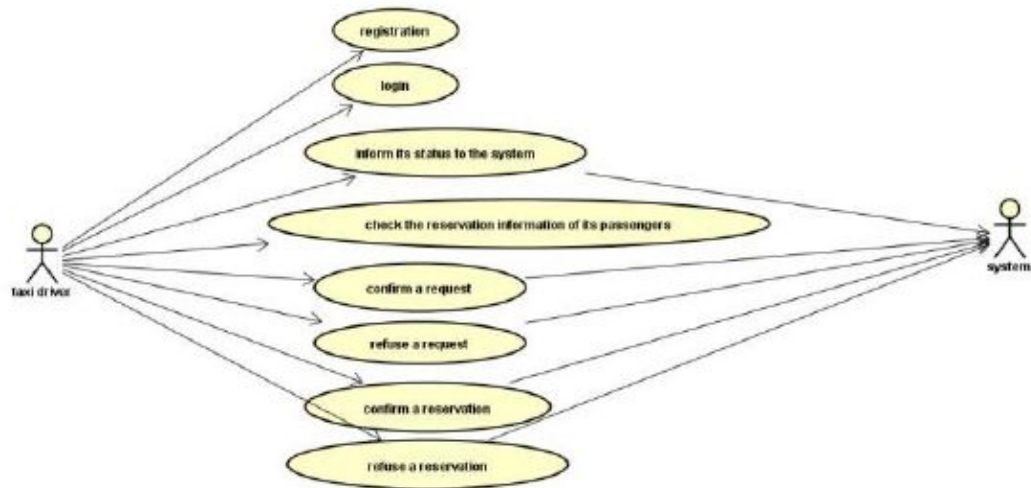 registration
login
inform its status to the system
check the reservation information of its passengers
taxi driver
system
confirm a request
refuse a request
confirm a reservation
refuse a reservation